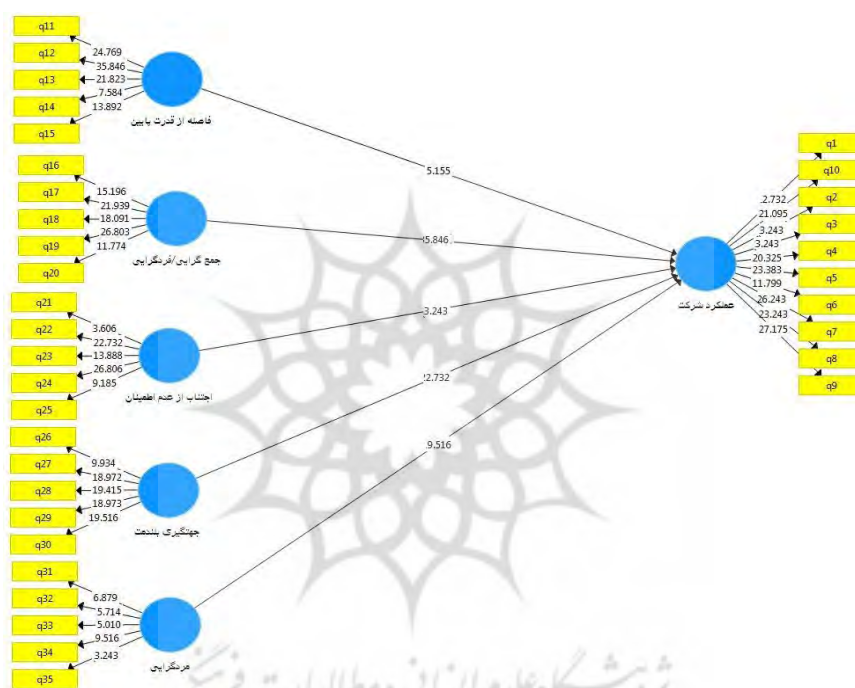 q11
q12
q13
q14
q15
24.769
35.846
21.823
7.584
13.892
فاصله از قدرت پایین
q16
q17
q18
q19
q20
15.196
21.939
18.091
26.803
11.774
جمع گرایی/فردگرایی
q21
q22
q23
q24
q25
3.606
22.732
13.888
26.806
9.185
اجتناب از عدم اطمینان
q26
q27
q28
q29
q30
9.934
18.972
19.415
18.973
19.516
جهتگیری بلندمت
q31
q32
q33
q34
q35
6.879
5.714
5.010
9.516
3.243
مردگرایی
5.155
35.846
3.243
22.732
9.516
عملکرد شرکت
2.732
21.095
3.243
3.243
20.325
23.383
11.799
26.243
23.243
27.175
q1
q10
q2
q3
q4
q5
q6
q7
q8
q9